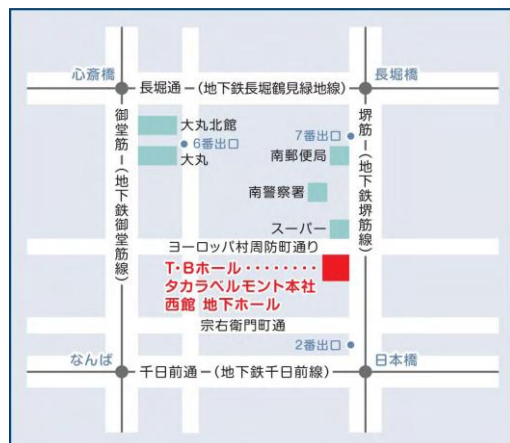 心斎橋
長堀橋
長堀通ー(地下鉄長堀鶴見緑地線)
御堂筋ー(地下鉄御堂筋線)
堺筋ー(地下鉄堺筋線)
大丸北館
6番出口
大丸
7番出口
南郵便局
南警察署
スーパー
ヨーロッパ村周防町通り
T・Bホール・・・・・・・・
タカラベルモント本社
西館 地下ホール
宗右衛門町通
2番出口
なんば
日本橋
千日前通ー(地下鉄千日前線)